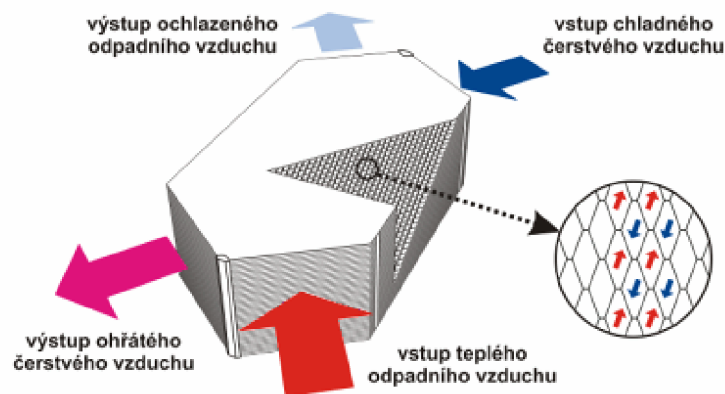 výstup ochlazeného
odpadního vzduchu
vstup chladného
čerstvého vzduchu
výstup ohřátého
čerstvého vzduchu
vstup teplého
odpadního vzduchu